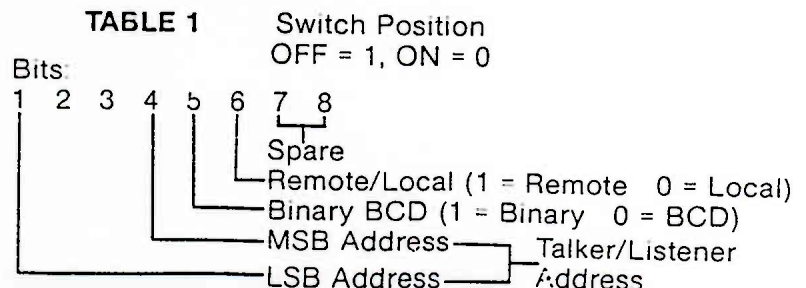 TABLE 1 Switch Position
OFF = 1, ON = 0
Bits:
1 2 3 4 5 6 7 8
Spare
Remote/Local (1 = Remote 0 = Local)
Binary BCD (1 = Binary 0 = BCD)
MSB Address Talker/Listener
LSB Address Address